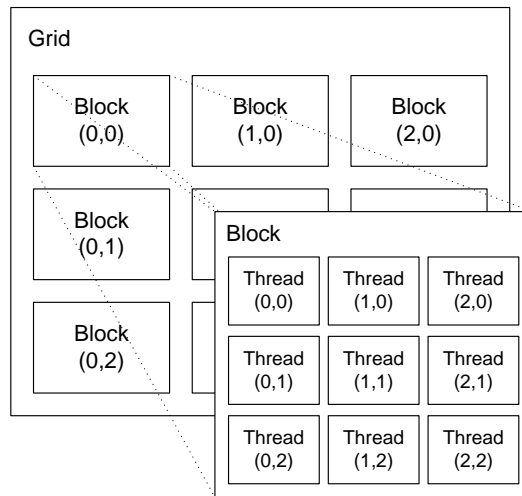 Grid
Block
(0,0)
Block
(1,0)
Block
(2,0)
Block
(0,1)
Block
(0,2)
Block
Thread
(0,0)
Thread
(1,0)
Thread
(2,0)
Thread
(0,1)
Thread
(1,1)
Thread
(2,1)
Thread
(0,2)
Thread
(1,2)
Thread
(2,2)